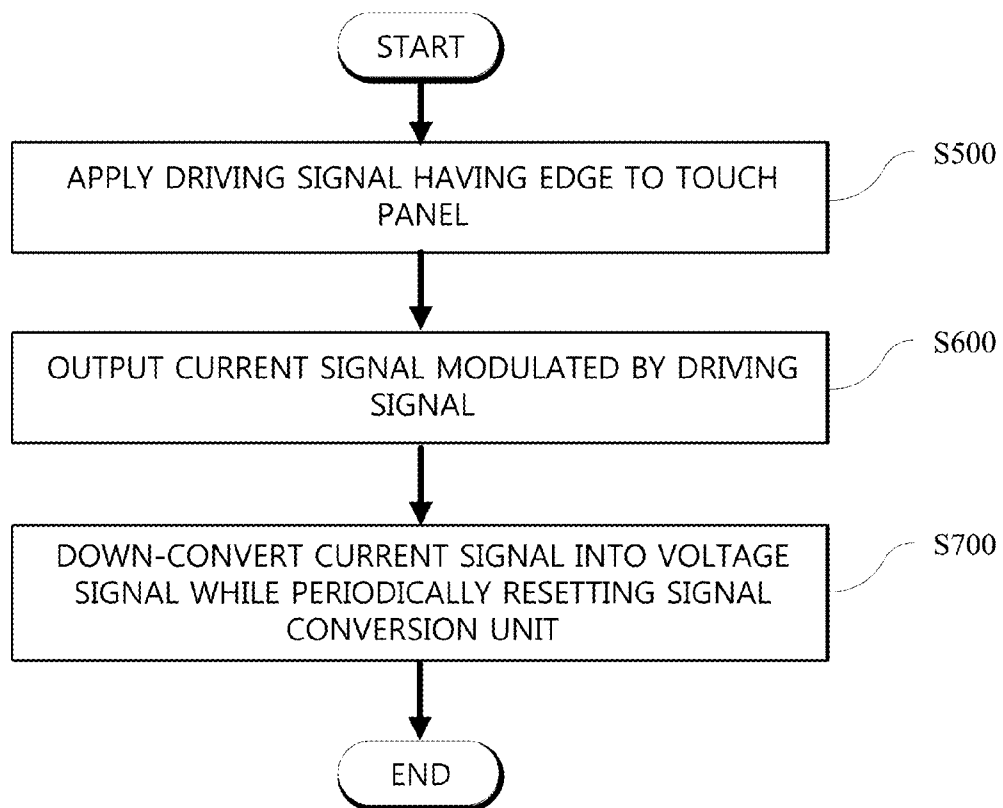 START
APPLY DRIVING SIGNAL HAVING EDGE TO TOUCH
PANEL
S500
OUTPUT CURRENT SIGNAL MODULATED BY DRIVING
SIGNAL
S600
DOWN-CONVERT CURRENT SIGNAL INTO VOLTAGE
SIGNAL WHILE PERIODICALLY RESETTING SIGNAL
CONVERSION UNIT
S700
END